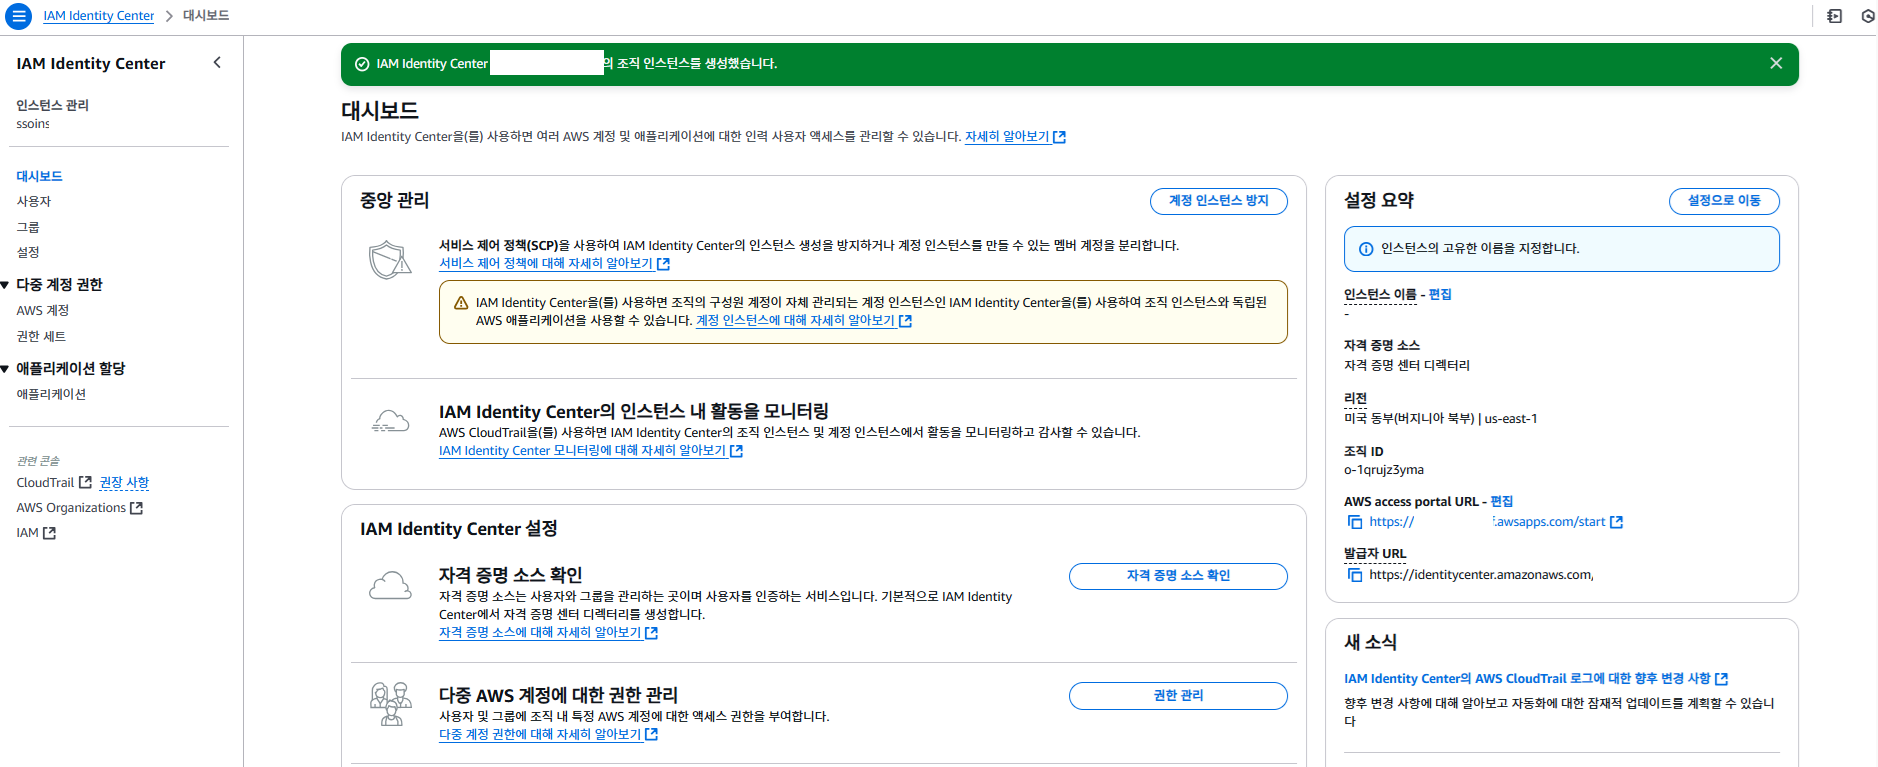 IAM Identity Center > 대시보드
IAM Identity Center
인스턴스 관리
ssoins
대시보드
사용자
그룹
설정
다중 계정 권한
AWS 계정
권한 세트
애플리케이션 할당
애플리케이션
관련 콘솔
CloudTrail 권장 사항
AWS Organizations
IAM
IAM Identity Center 의 조직 인스턴스를 생성했습니다.
대시보드
IAM Identity Center을(를) 사용하면 여러 AWS 계정 및 애플리케이션에 대한 인력 사용자 액세스를 관리할 수 있습니다. 자세히 알아보기
중앙 관리
계정 인스턴스 방지
서비스 제어 정책(SCP)을 사용하여 IAM Identity Center의 인스턴스 생성을 방지하거나 계정 인스턴스를 만들 수 있는 멤버 계정을 분리합니다.
서비스 제어 정책에 대해 자세히 알아보기
IAM Identity Center을(를) 사용하면 조직의 구성원 계정이 자체 관리되는 계정 인스턴스인 IAM Identity Center을(를) 사용하여 조직 인스턴스와 독립된
AWS 애플리케이션을 사용할 수 있습니다. 계정 인스턴스에 대해 자세히 알아보기
IAM Identity Center의 인스턴스 내 활동을 모니터링
AWS CloudTrail을(를) 사용하면 IAM Identity Center의 조직 인스턴스 및 계정 인스턴스에서 활동을 모니터링하고 감사할 수 있습니다.
IAM Identity Center 모니터링에 대해 자세히 알아보기
IAM Identity Center 설정
자격 증명 소스 확인
자격 증명 소스 확인
자격 증명 소스는 사용자와 그룹을 관리하는 곳이며 사용자를 인증하는 서비스입니다. 기본적으로 IAM Identity
Center에서 자격 증명 센터 디렉터리를 생성합니다.
자격 증명 소스에 대해 자세히 알아보기
다중 AWS 계정에 대한 권한 관리
권한 관리
사용자 및 그룹에 조직 내 특정 AWS 계정에 대한 액세스 권한을 부여합니다.
다중 계정 권한에 대해 자세히 알아보기
설정 요약
설정으로 이동
인스턴스의 고유한 이름을 지정합니다.
인스턴스 이름 - 편집
-
자격 증명 소스
자격 증명 센터 디렉터리
리전
미국 동부(버지니아 북부) | us-east-1
조직 ID
o-1qrujz3yma
AWS access portal URL - 편집
https:// f.awsapps.com/start
발급자 URL
https://identitycenter.amazonaws.com,
새 소식
IAM Identity Center의 AWS CloudTrail 로그에 대한 향후 변경 사항
향후 변경 사항에 대해 알아보고 자동화에 대한 잠재적 업데이트를 계획할 수 있습니
다